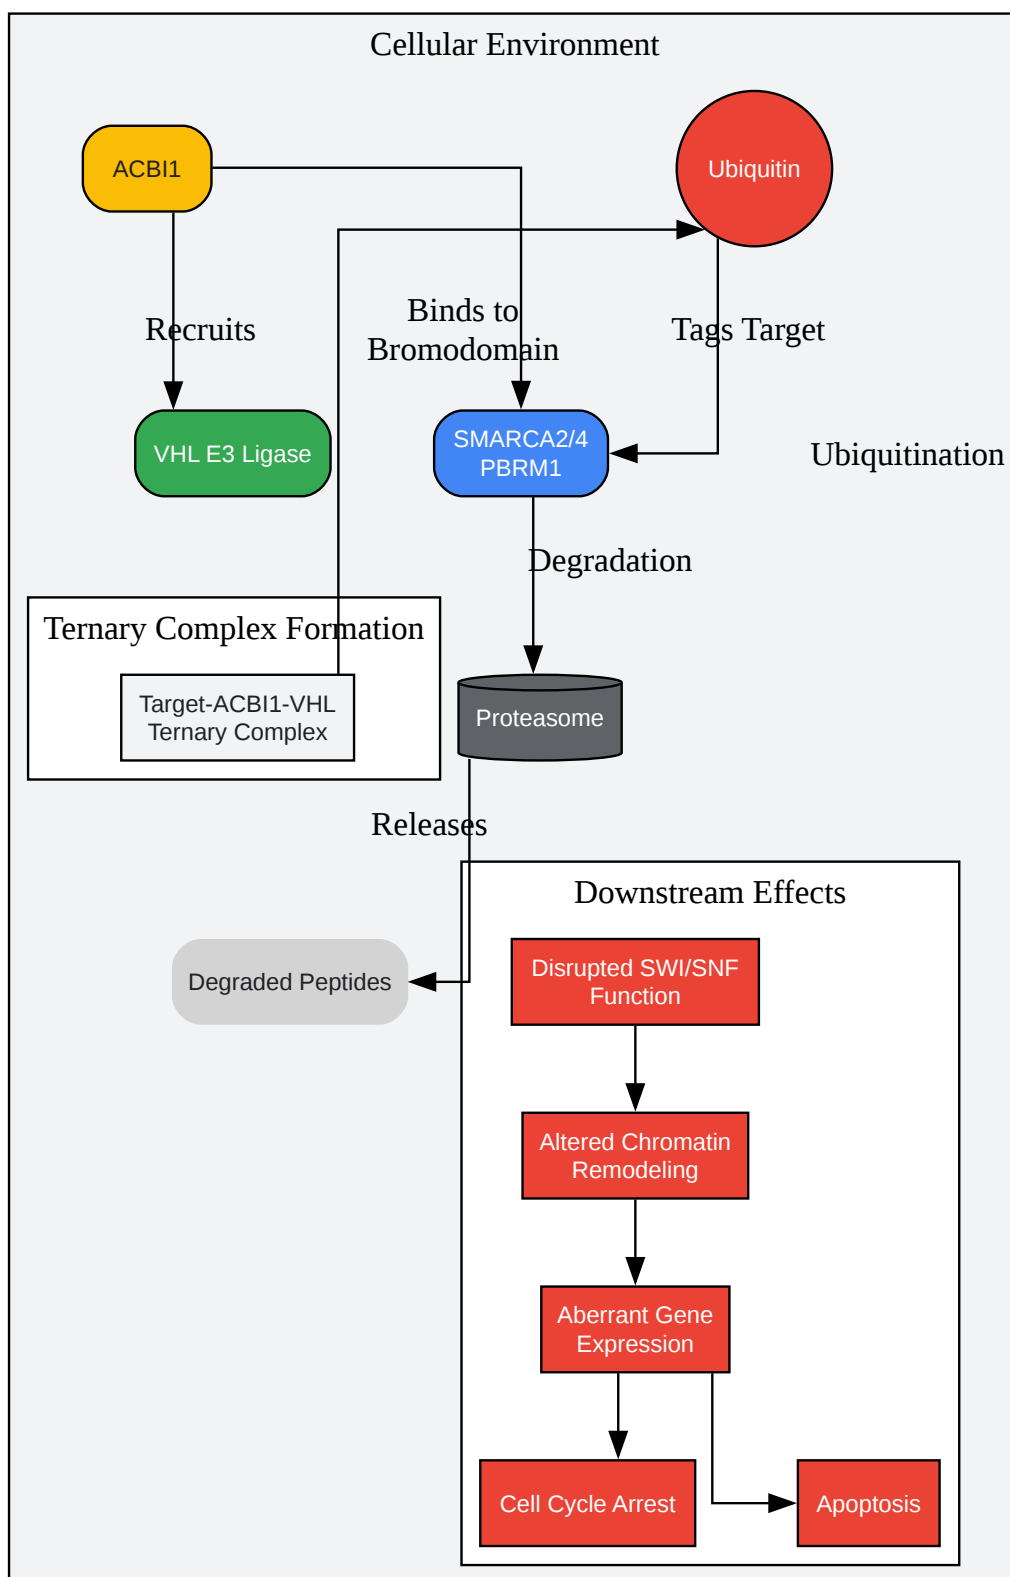 Cellular Environment
ACBI1
Ubiquitin
Recruits
Binds to
Bromodomain
Tags Target
VHL E3 Ligase
SMARCA2/4
PBRM1
Ubiquitination
Degradation
Ternary Complex Formation
Target-ACBI1-VHL
Ternary Complex
Proteasome
Releases
Downstream Effects
Degraded Peptides
Disrupted SWI/SNF
Function
Altered Chromatin
Remodeling
Aberrant Gene
Expression
Cell Cycle Arrest
Apoptosis